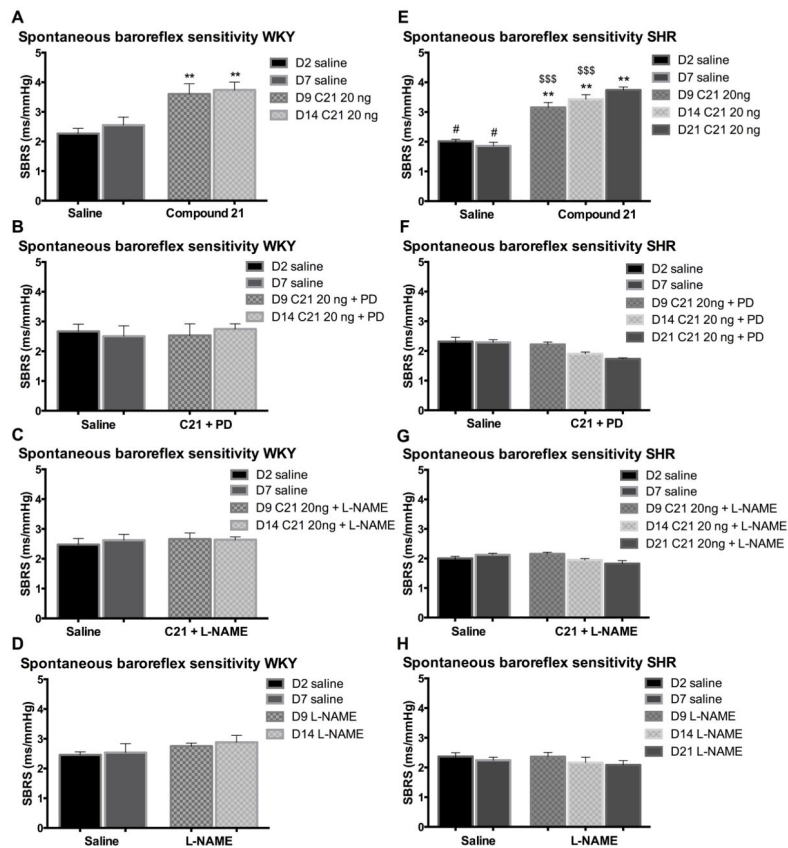 A
Spontaneous baroreflex sensitivity WKY
SBRS (ms/mmHg)
5
4
3
2
1
0
** **
D2 saline
D7 saline
D9 C21 20 ng
D14 C21 20 ng
Saline Compound 21
B
Spontaneous baroreflex sensitivity WKY
SBRS (ms/mmHg)
5
4
3
2
1
0
D2 saline
D7 saline
D9 C21 20 ng + PD
D14 C21 20 ng + PD
Saline C21 + PD
C
Spontaneous baroreflex sensitivity WKY
SBRS (ms/mmHg)
5
4
3
2
1
0
D2 saline
D7 saline
D9 C21 20ng + L-NAME
D14 C21 20ng + L-NAME
Saline C21 + L-NAME
D
Spontaneous baroreflex sensitivity WKY
SBRS (ms/mmHg)
5
4
3
2
1
0
D2 saline
D7 saline
D9 L-NAME
D14 L-NAME
Saline L-NAME
E
Spontaneous baroreflex sensitivity SHR
SBRS (ms/mmHg)
5
4
3
2
1
0
# #
$$$ $$$
** ** **
D2 saline
D7 saline
D9 C21 20ng
D14 C21 20 ng
D21 C21 20 ng
Saline Compound 21
F
Spontaneous baroreflex sensitivity SHR
SBRS (ms/mmHg)
5
4
3
2
1
0
D2 saline
D7 saline
D9 C21 20ng + PD
D14 C21 20 ng + PD
D21 C21 20 ng + PD
Saline C21 + PD
G
Spontaneous baroreflex sensitivity SHR
SBRS (ms/mmHg)
5
4
3
2
1
0
D2 saline
D7 saline
D9 C21 20ng + L-NAME
D14 C21 20 ng + L-NAME
D21 C21 20ng + L-NAME
Saline C21 + L-NAME
H
Spontaneous baroreflex sensitivity SHR
SBRS (ms/mmHg)
5
4
3
2
1
0
D2 saline
D7 saline
D9 L-NAME
D14 L-NAME
D21 L-NAME
Saline L-NAME